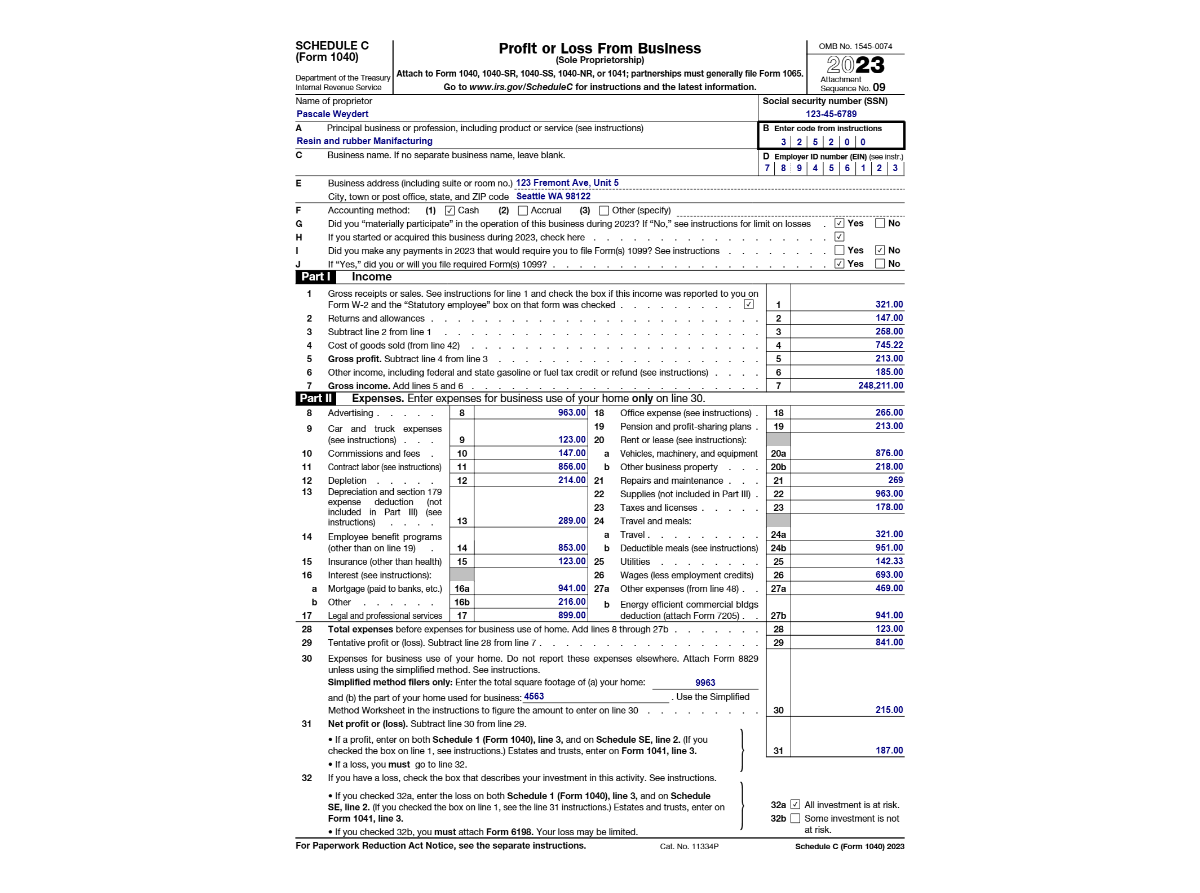 SCHEDULE C
(Form 1040)
Department of the Treasury
Internal Revenue Service
Profit or Loss From Business
(Sole Proprietorship)
Attach to Form 1040, 1040-SR, 1040-SS, 1040-NR, or 1041; partnerships must generally file Form 1065.
Go to www.irs.gov/ScheduleC for instructions and the latest information.
OMB No. 1545-0074
2023
Attachment
Sequence No. 09
Name of proprietor
Pascale Weydert
Social security number (SSN)
123-45-6789
A Principal business or profession, including product or service (see instructions)
Resin and rubber Manifacturing
B Enter code from instructions
3 2 5 2 0 0
C Business name. If no separate business name, leave blank.
D Employer ID number (EIN) (see instr.)
7 8 9 4 5 6 1 2 3
E Business address (including suite or room no.) 123 Fremont Ave, Unit 5
City, town or post office, state, and ZIP code Seattle WA 98122
F Accounting method: (1) ✓ Cash (2) Accrual (3) Other (specify)
G Did you “materially participate” in the operation of this business during 2023? If “No,” see instructions for limit on losses . ✓ Yes No
H If you started or acquired this business during 2023, check here . . . . . . . . . . . . . . . . . ✓
I Did you make any payments in 2023 that would require you to file Form(s) 1099? See instructions . . . . . . . . Yes ✓ No
J If “Yes,” did you or will you file required Form(s) 1099? . . . . . . . . . . . . . . . . . . . . ✓ Yes No
Part I Income
1 Gross receipts or sales. See instructions for line 1 and check the box if this income was reported to you on
Form W-2 and the “Statutory employee” box on that form was checked . . . . . . . . . ✓ 1 321.00
2 Returns and allowances . . . . . . . . . . . . . . . . . . . . . . . . . 2 147.00
3 Subtract line 2 from line 1 . . . . . . . . . . . . . . . . . . . . . . . . 3 258.00
4 Cost of goods sold (from line 42) . . . . . . . . . . . . . . . . . . . . . . 4 745.22
5 Gross profit. Subtract line 4 from line 3 . . . . . . . . . . . . . . . . . . . . 5 213.00
6 Other income, including federal and state gasoline or fuel tax credit or refund (see instructions) . . . . 6 185.00
7 Gross income. Add lines 5 and 6 . . . . . . . . . . . . . . . . . . . . . . 7 248,211.00
Part II Expenses. Enter expenses for business use of your home only on line 30.
8 Advertising . . . . . 8 963.00
9 Car and truck expenses
(see instructions) . . . 9 123.00
10 Commissions and fees . 10 147.00
11 Contract labor (see instructions) 11 856.00
12 Depletion . . . . . 12 214.00
13 Depreciation and section 179
expense deduction (not
included in Part III) (see
instructions) . . . . 13 289.00
14 Employee benefit programs
(other than on line 19) . 14 853.00
15 Insurance (other than health) 15 123.00
16 Interest (see instructions):
a Mortgage (paid to banks, etc.) 16a 941.00
b Other . . . . . . 16b 216.00
17 Legal and professional services 17 899.00
18 Office expense (see instructions) . 18 265.00
19 Pension and profit-sharing plans . 19 213.00
20 Rent or lease (see instructions):
a Vehicles, machinery, and equipment 20a 876.00
b Other business property . . . 20b 218.00
21 Repairs and maintenance . . . 21 269
22 Supplies (not included in Part III) . 22 963.00
23 Taxes and licenses . . . . . 23 178.00
24 Travel and meals:
a Travel . . . . . . . . . 24a 321.00
b Deductible meals (see instructions) 24b 951.00
25 Utilities . . . . . . . . 25 142.33
26 Wages (less employment credits) 26 693.00
27a Other expenses (from line 48) . . 27a 469.00
b Energy efficient commercial bldgs
deduction (attach Form 7205) . . 27b 941.00
28 Total expenses before expenses for business use of home. Add lines 8 through 27b . . . . . . . 28 123.00
29 Tentative profit or (loss). Subtract line 28 from line 7 . . . . . . . . . . . . . . . . . 29 841.00
30 Expenses for business use of your home. Do not report these expenses elsewhere. Attach Form 8829
unless using the simplified method. See instructions.
Simplified method filers only: Enter the total square footage of (a) your home: 9963
and (b) the part of your home used for business: 4563 . Use the Simplified
Method Worksheet in the instructions to figure the amount to enter on line 30 . . . . . . . . . 30 215.00
31 Net profit or (loss). Subtract line 30 from line 29.
• If a profit, enter on both Schedule 1 (Form 1040), line 3, and on Schedule SE, line 2. (If you
checked the box on line 1, see instructions.) Estates and trusts, enter on Form 1041, line 3.
• If a loss, you must go to line 32.
31 187.00
32 If you have a loss, check the box that describes your investment in this activity. See instructions.
• If you checked 32a, enter the loss on both Schedule 1 (Form 1040), line 3, and on Schedule
SE, line 2. (If you checked the box on line 1, see the line 31 instructions.) Estates and trusts, enter on
Form 1041, line 3.
• If you checked 32b, you must attach Form 6198. Your loss may be limited.
32a ✓ All investment is at risk.
32b Some investment is not
at risk.
For Paperwork Reduction Act Notice, see the separate instructions.
Cat. No. 11334P
Schedule C (Form 1040) 2023